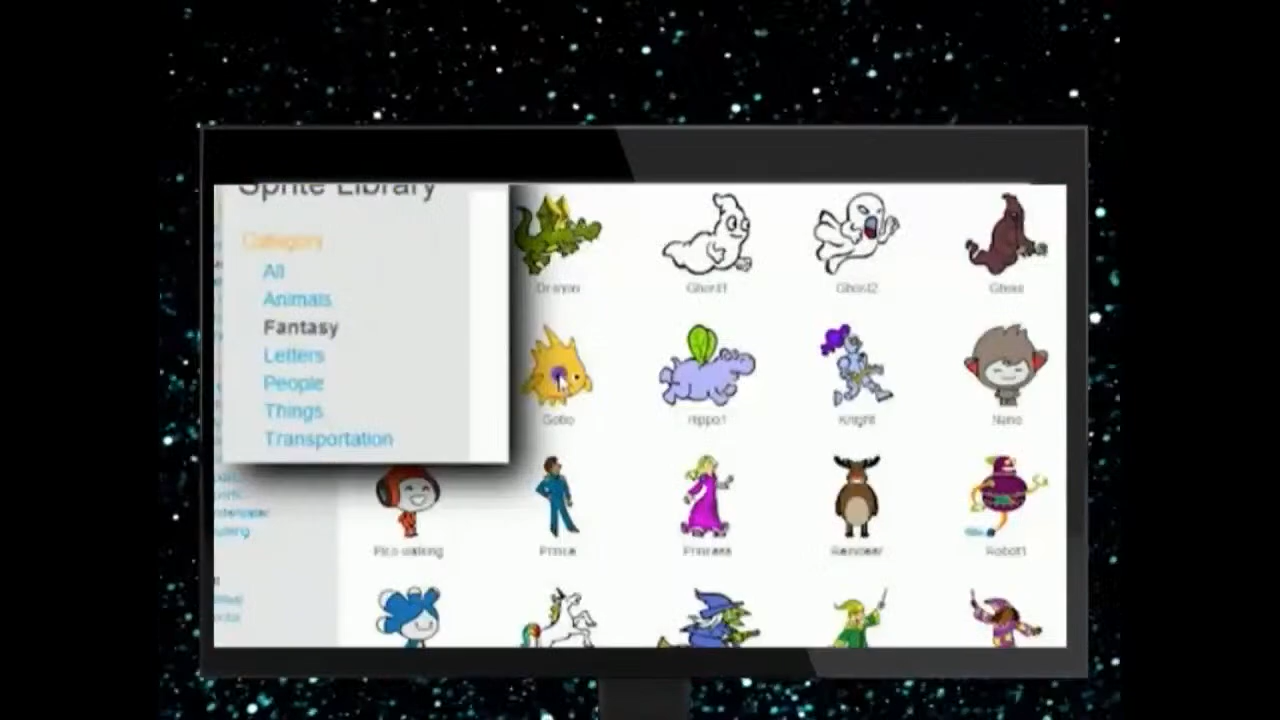 Sprite Library
Category
All
Animals
Fantasy
Letters
People
Things
Transportation
Dragon
Ghost1
Ghost2
Gobo
Hippo1
Knight
Nano
Pico walking
Prince
Princess
Reindeer
Robot1